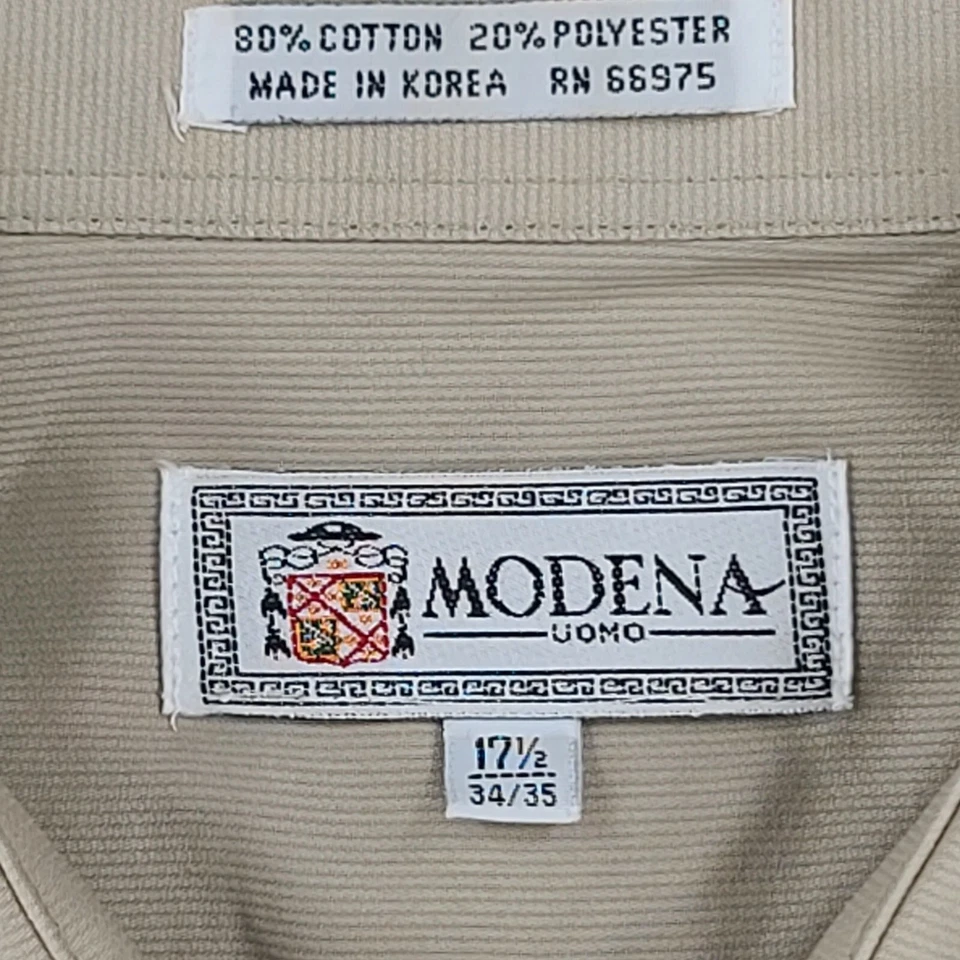 80% COTTON 20% POLYESTER
MADE IN KOREA RN 66975
MODENA
UOMO
17½
34/35